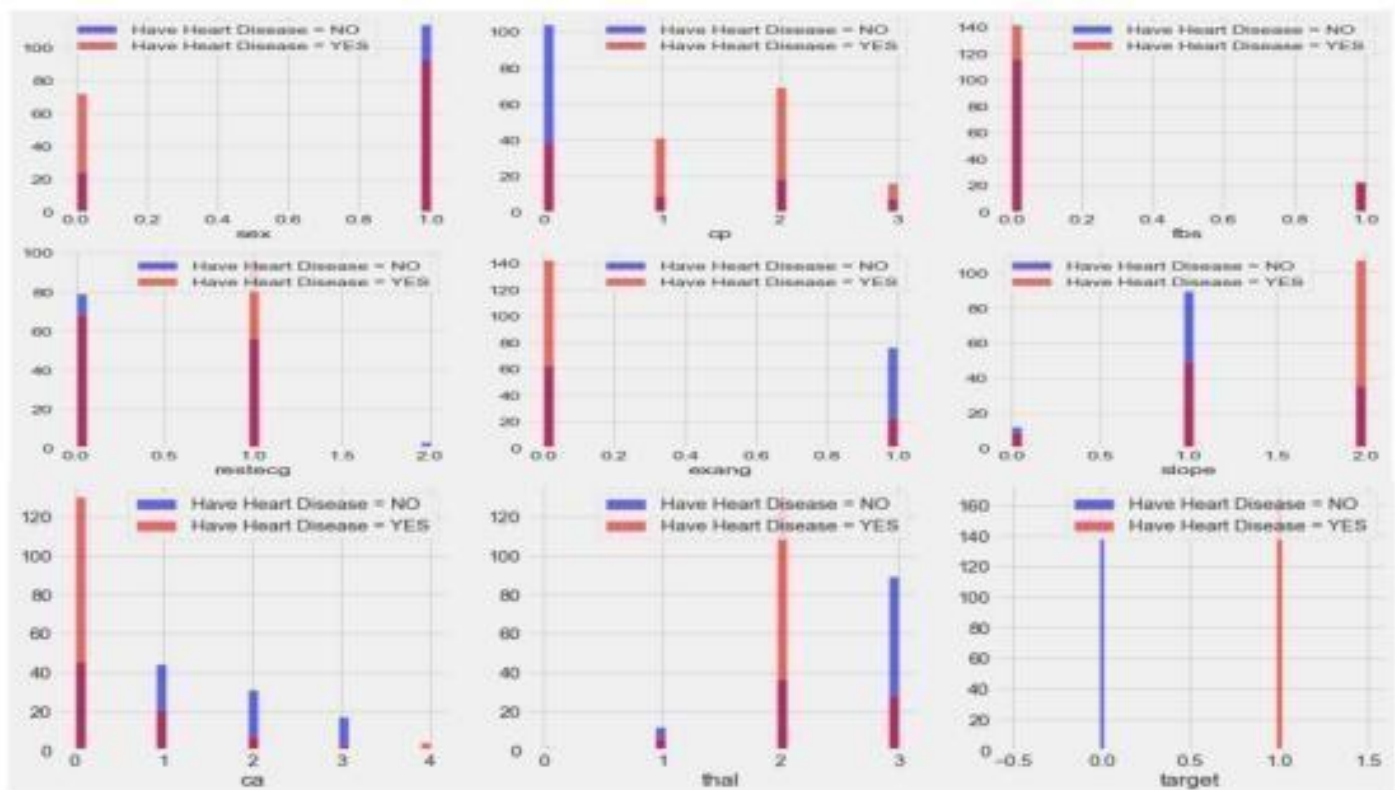 Have Heart Disease = NO
Have Heart Disease = YES
100
80
60
40
20
0
0.0 0.2 0.4 0.6 0.8 1.0
sex
Have Heart Disease = NO
Have Heart Disease = YES
100
80
60
40
20
0
0 1 2 3
cp
Have Heart Disease = NO
Have Heart Disease = YES
140
120
100
80
60
40
20
0
0.0 0.2 0.4 0.6 0.8 1.0
fbs
Have Heart Disease = NO
Have Heart Disease = YES
100
80
60
40
20
0
0.0 0.5 1.0 1.5 2.0
restecg
Have Heart Disease = NO
Have Heart Disease = YES
140
120
100
80
60
40
20
0
0.0 0.2 0.4 0.6 0.8 1.0
exang
Have Heart Disease = NO
Have Heart Disease = YES
100
80
60
40
20
0
0.0 0.5 1.0 1.5 2.0
slope
Have Heart Disease = NO
Have Heart Disease = YES
120
100
80
60
40
20
0
0 1 2 3 4
ca
Have Heart Disease = NO
Have Heart Disease = YES
120
100
80
60
40
20
0
0 1 2 3
thal
Have Heart Disease = NO
Have Heart Disease = YES
160
140
120
100
80
60
40
20
0
−0.5 0.0 0.5 1.0 1.5
target